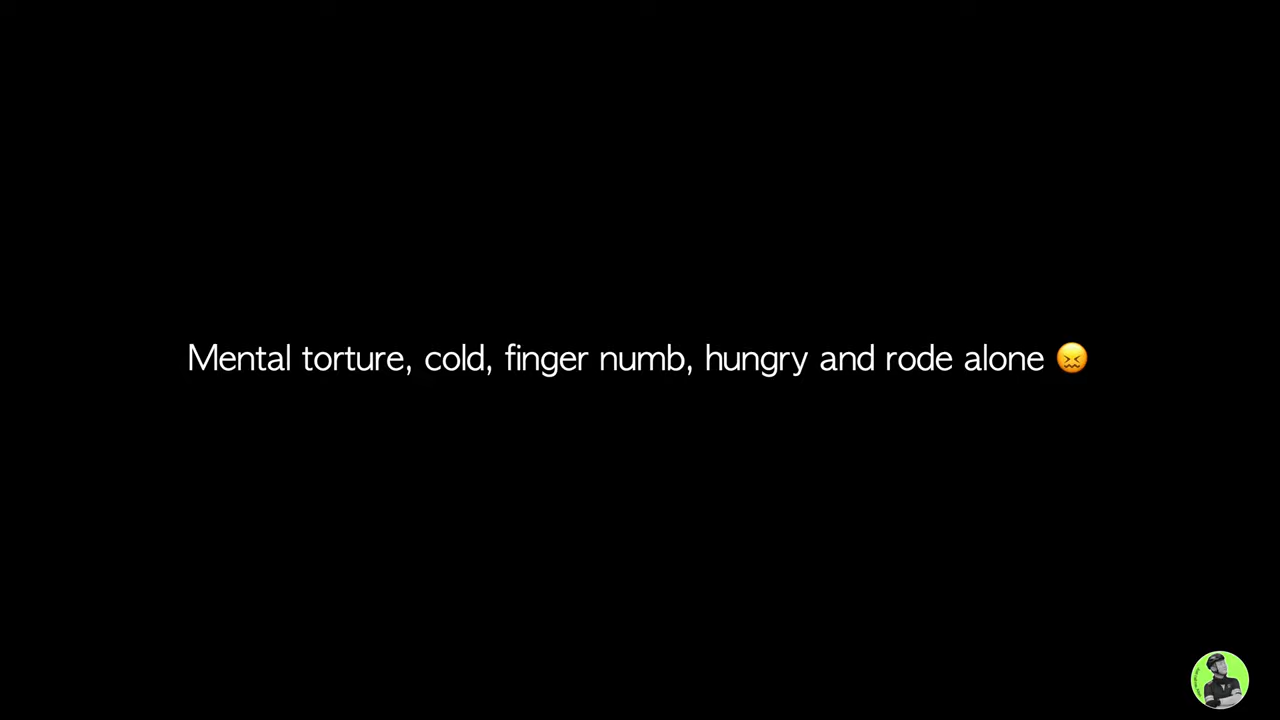 Mental torture, cold, finger numb, hungry and rode alone 😖